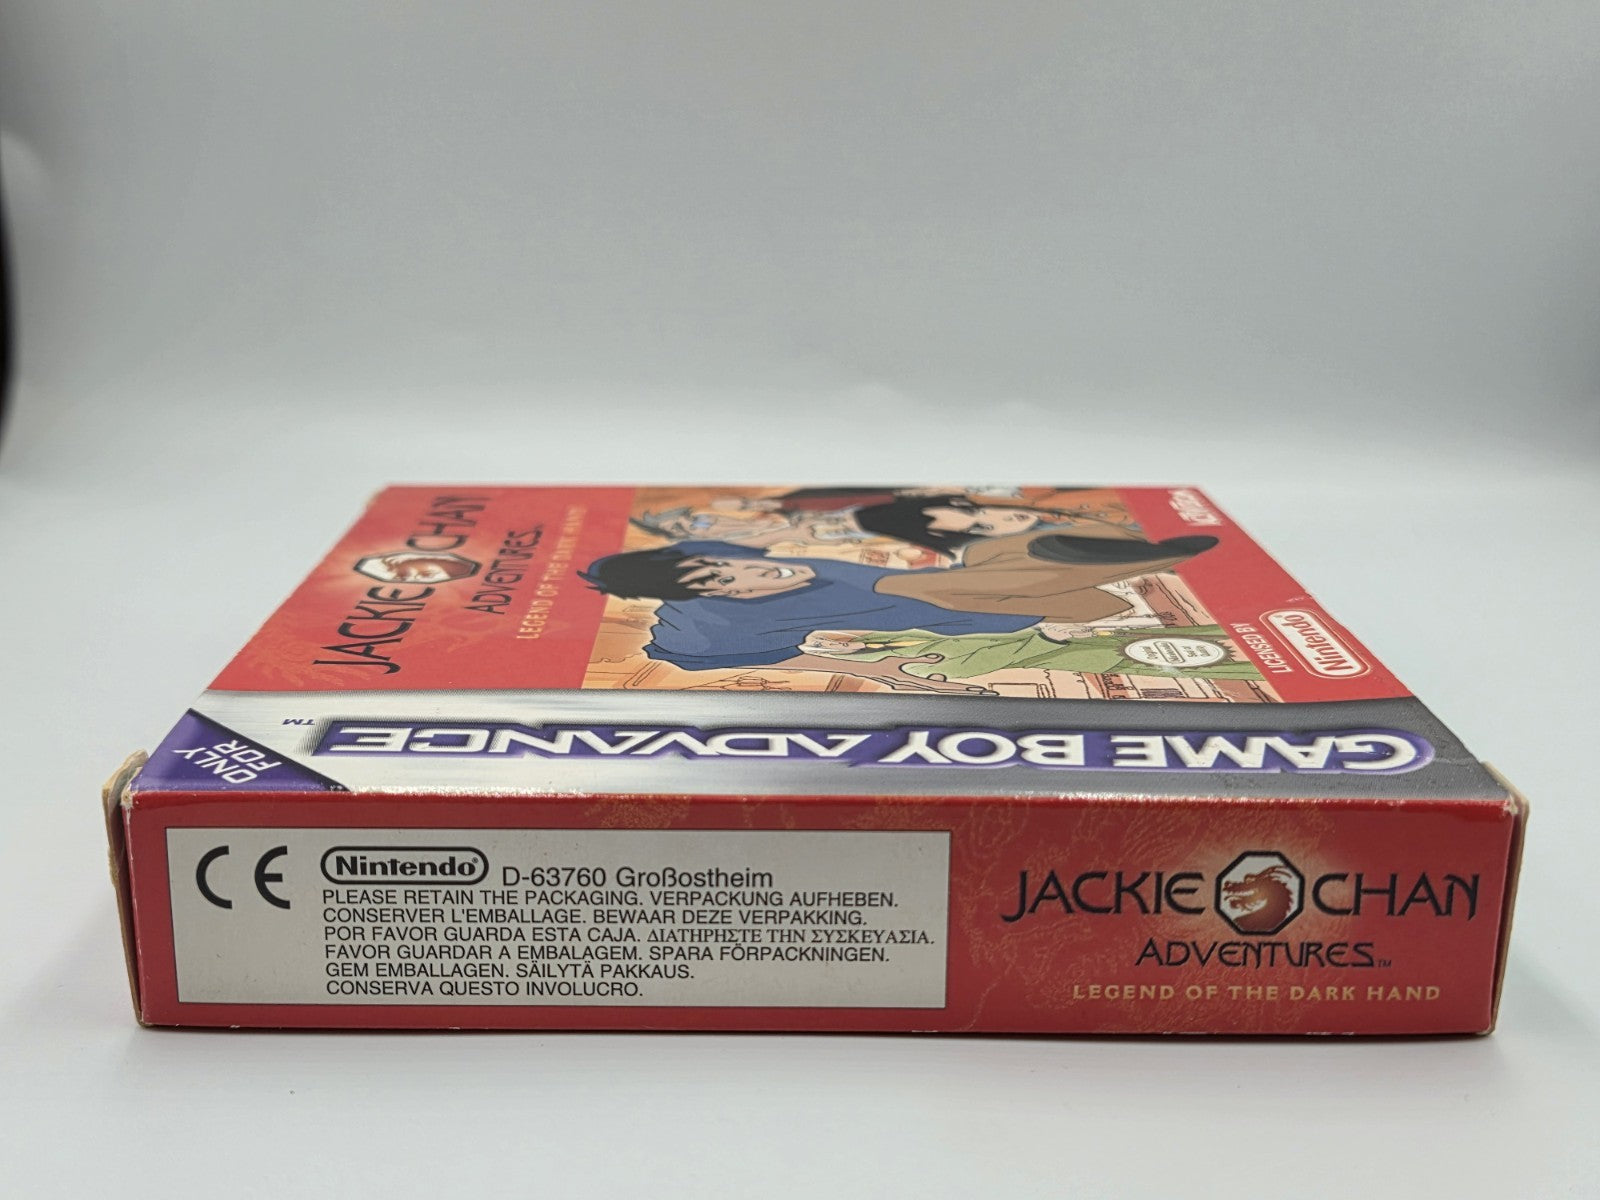 JACKIE CHAN
ADVENTURES
LEGEND OF THE DARK HAND
LICENSED BY
Nintendo
ONLY
FOR
GAME BOY ADVANCE™
CE
Nintendo® D-63760 Großostheim
PLEASE RETAIN THE PACKAGING. VERPACKUNG AUFHEBEN.
CONSERVER L'EMBALLAGE. BEWAAR DEZE VERPAKKING.
POR FAVOR GUARDA ESTA CAJA. ΔΙΑΤΗΡΗΣΤΕ ΤΗΝ ΣΥΣΚΕΥΑΣΙΑ.
FAVOR GUARDAR A EMBALAGEM. SPARA FÖRPACKNINGEN.
GEM EMBALLAGEN. SÄILYTÄ PAKKAUS.
CONSERVA QUESTO INVOLUCRO.
JACKIE CHAN
ADVENTURES™
LEGEND OF THE DARK HAND